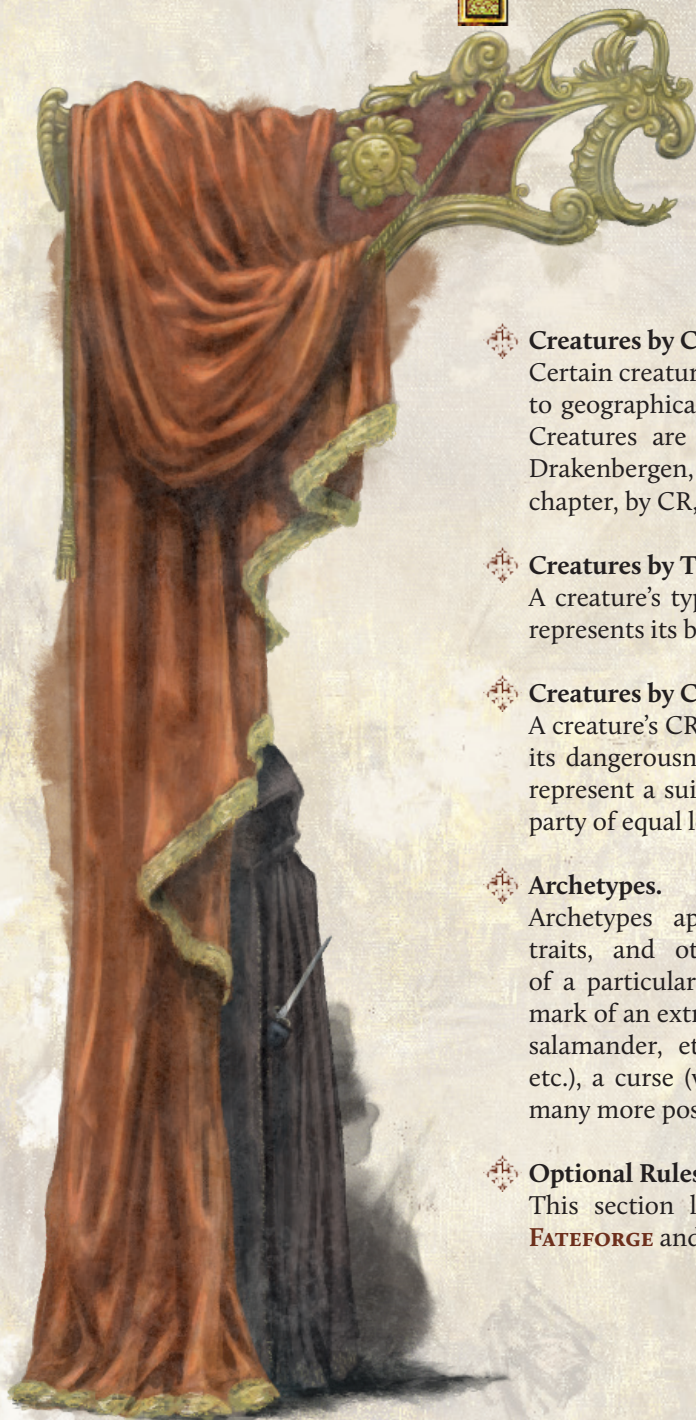 Creatures by C
Certain creatur
to geographica
Creatures are
Drakenbergen,
chapter, by CR,
Creatures by T
A creature's typ
represents its b
Creatures by C
A creature's CR
its dangerousn
represent a sui
party of equal l
Archetypes.
Archetypes ap
traits, and ot
of a particular
mark of an extr
salamander, et
etc.), a curse (v
many more pos
Optional Rules
This section l
FATEFORGE and